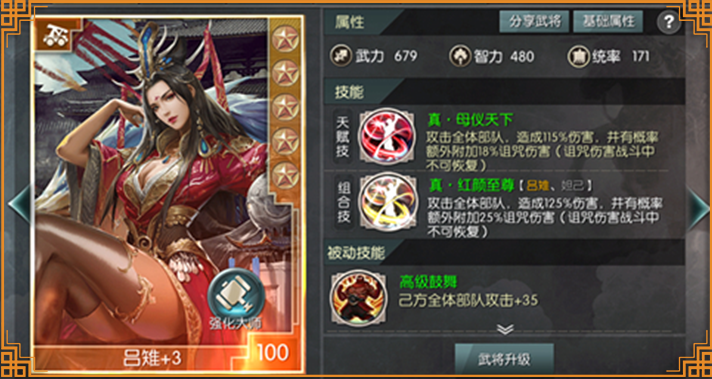 属性
分享武将
基础属性
?
武力 679
智力 480
统率 171
技能
天赋技
真·母仪天下
攻击全体部队，造成115%伤害，并有概率
额外附加18%诅咒伤害（诅咒伤害战斗中
不可恢复）
组合技
真·红颜至尊【吕雉、妲己】
攻击全体部队，造成125%伤害，并有概率
额外附加25%诅咒伤害（诅咒伤害战斗中
不可恢复）
被动技能
高级鼓舞
己方全体部队攻击+35
强化大师
吕雉+3
100
武将升级